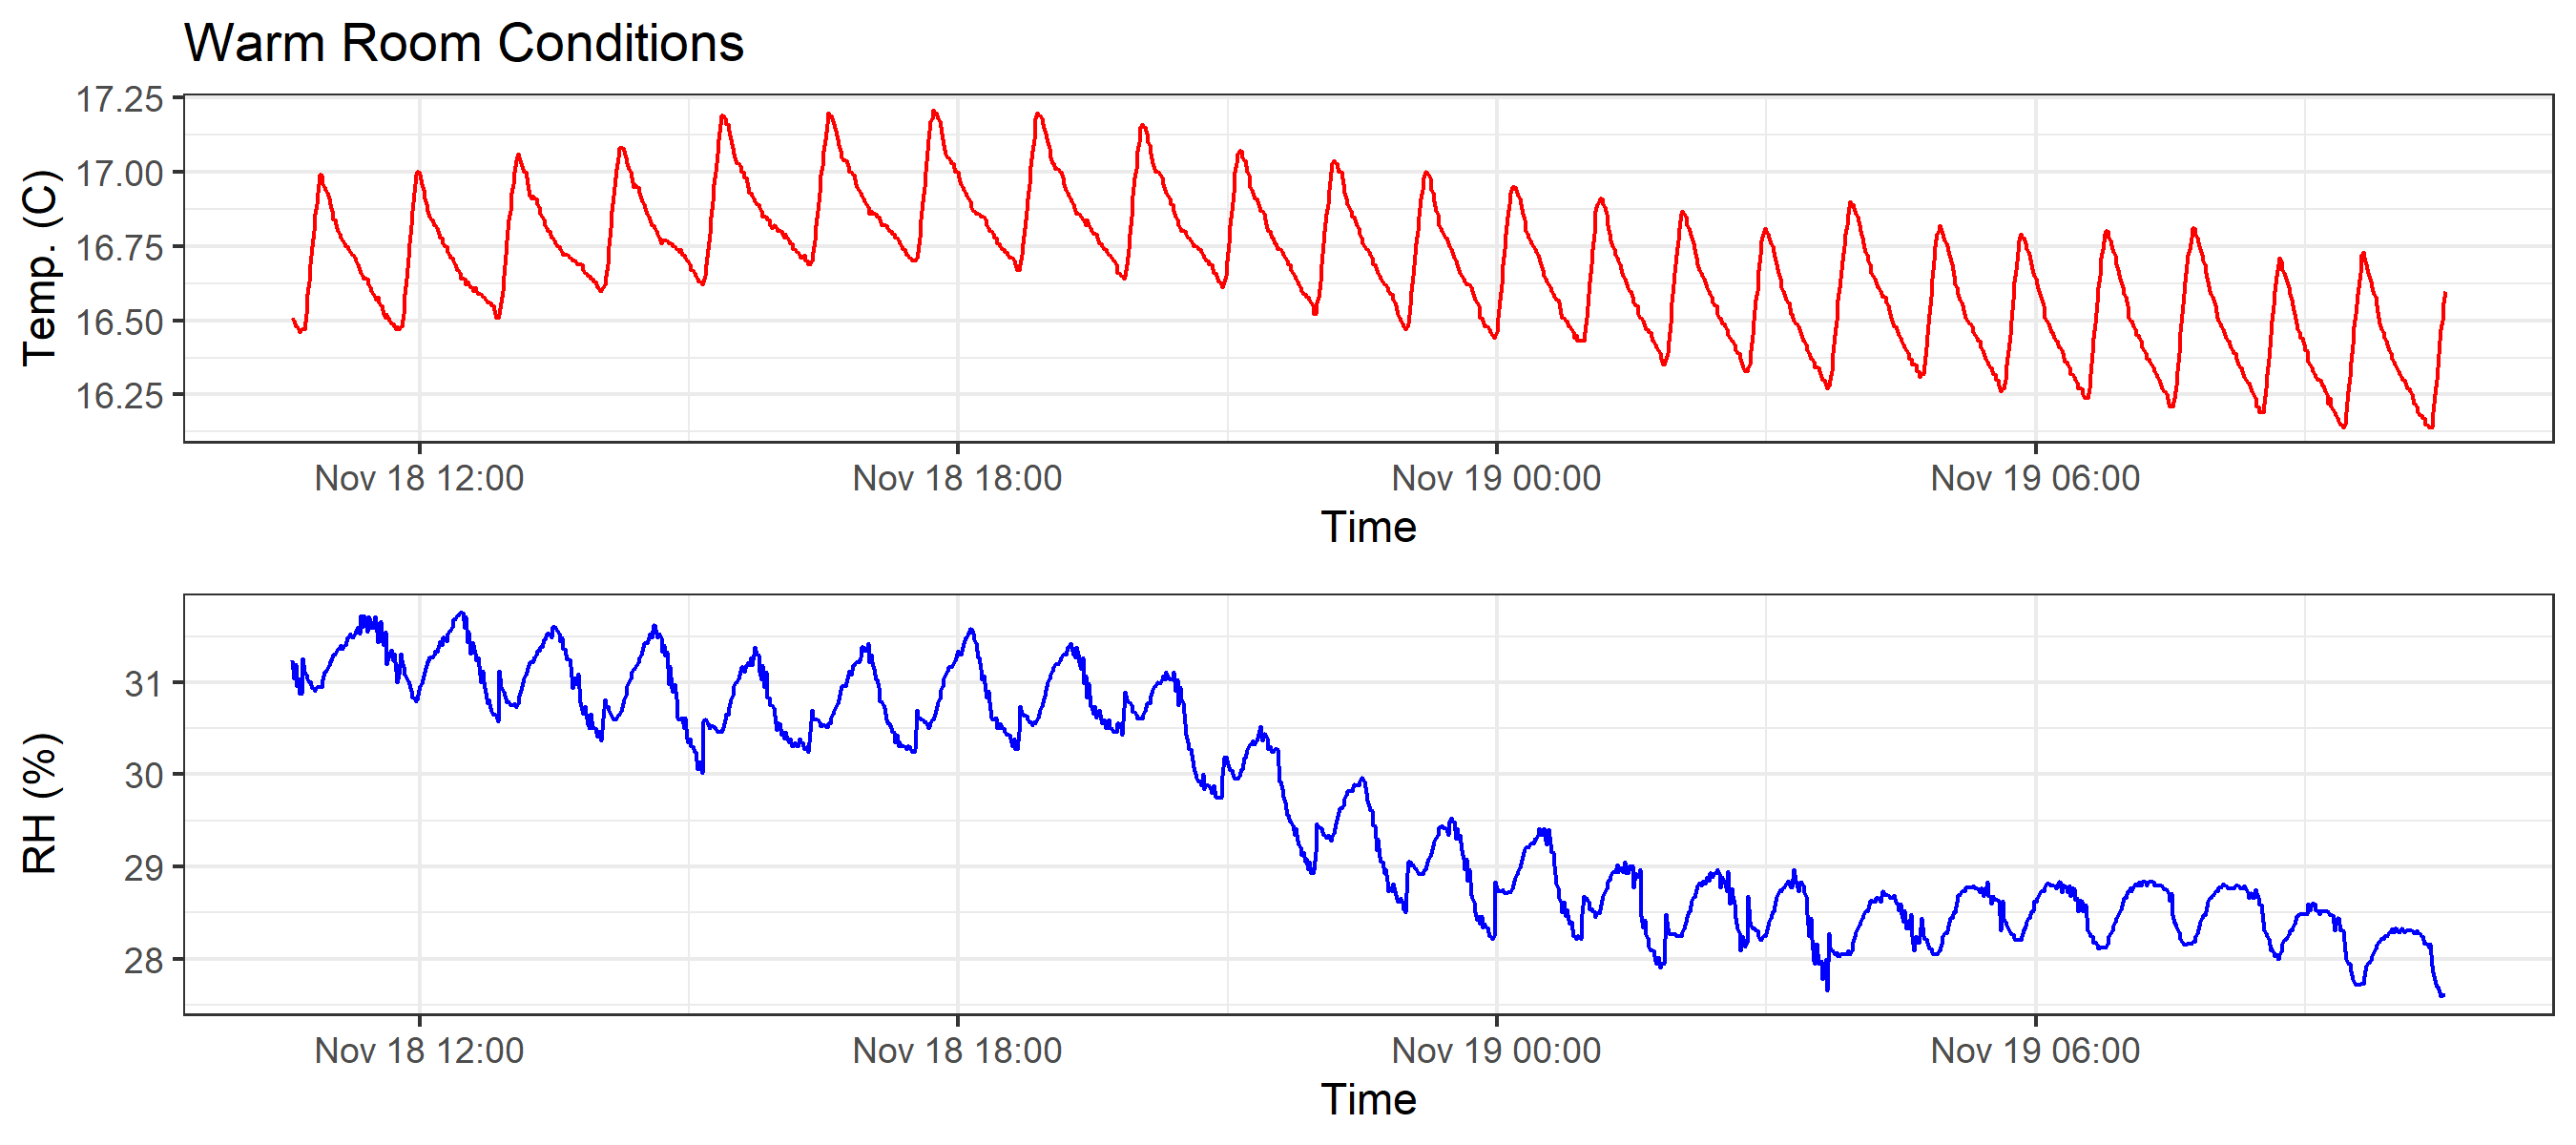 Warm Room Conditions
Temp. (C)
17.25
17.00
16.75
16.50
16.25
Nov 18 12:00 Nov 18 18:00 Nov 19 00:00 Nov 19 06:00
Time
RH (%)
31
30
29
28
Nov 18 12:00 Nov 18 18:00 Nov 19 00:00 Nov 19 06:00
Time